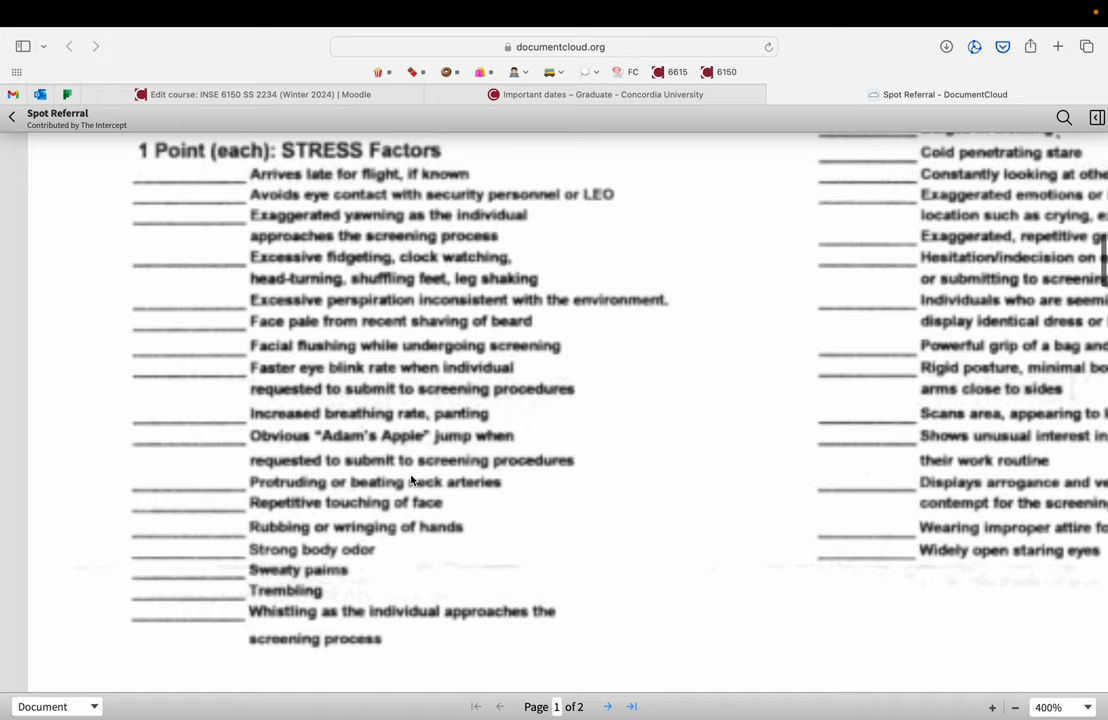 documentcloud.org
FC
6615
6150
Edit course: INSE 6150 SS 2234 (Winter 2024) | Moodle
Important dates – Graduate - Concordia University
Spot Referral - DocumentCloud
Spot Referral
Contributed by The Intercept
1 Point (each): STRESS Factors
Arrives late for flight, if known
Avoids eye contact with security personnel or LEO
Exaggerated yawning as the individual
approaches the screening process
Excessive fidgeting, clock watching,
head-turning, shuffling feet, leg shaking
Excessive perspiration inconsistent with the environment.
Face pale from recent shaving of beard
Facial flushing while undergoing screening
Faster eye blink rate when individual
requested to submit to screening procedures
Increased breathing rate, panting
Obvious “Adam's Apple” jump when
requested to submit to screening procedures
Protruding or beating neck arteries
Repetitive touching of face
Rubbing or wringing of hands
Strong body odor
Sweaty palms
Trembling
Whistling as the individual approaches the
screening process
Cold penetrating stare
Constantly looking at othe
Exaggerated emotions or
location such as crying, e
Exaggerated, repetitive g
Hesitation/indecision on e
or submitting to screening
Individuals who are seemi
display identical dress or
Powerful grip of a bag and
Rigid posture, minimal bo
arms close to sides
Scans area, appearing to
Shows unusual interest in
their work routine
Displays arrogance and ve
contempt for the screening
Wearing improper attire fo
Widely open staring eyes
Document
Page 1 of 2
400%